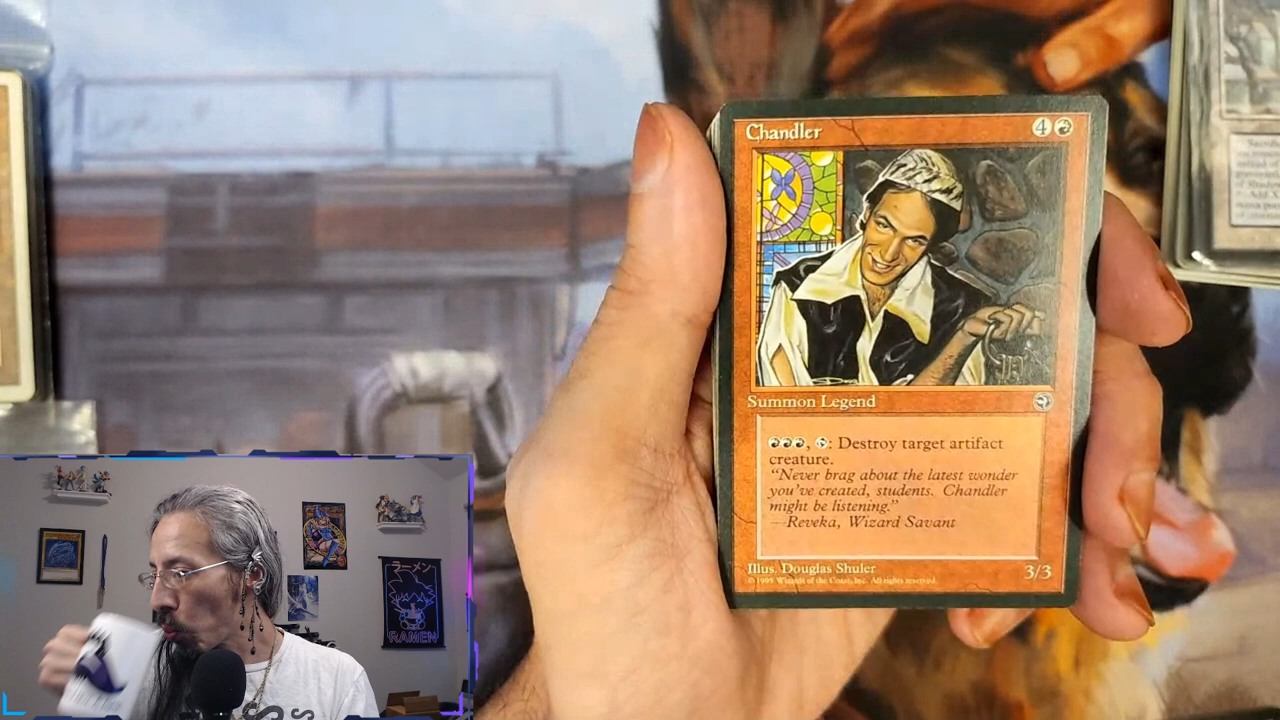 Chandler
4
Summon Legend
: Destroy target artifact
creature.
"Never brag about the latest wonder
you've created, students. Chandler
might be listening."
—Reveka, Wizard Savant
Illus. Douglas Shuler
© 1995 Wizards of the Coast, Inc. All rights reserved.
3/3
ラーメン
RAMEN